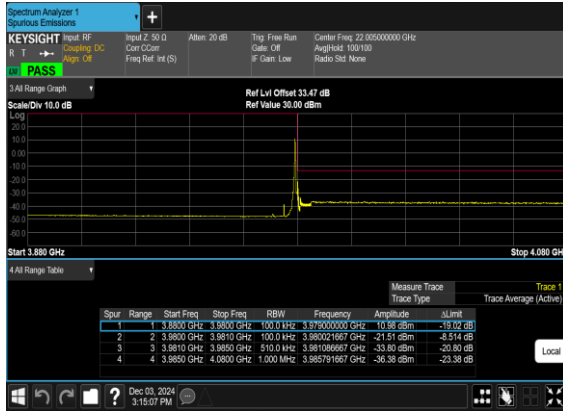 Spectrum Analyzer 1
Spurious Emissions
+
KEYSIGHT Input: RF Input Z: 50 Ω Atten: 20 dB Trig: Free Run Center Freq: 22.005000000 GHz
R T Coupling: DC Corr CCorr Gate: Off Avg|Hold: 100/100
Align: Off Freq Ref: Int (S) IF Gain: Low Radio Std: None
PASS
3 All Range Graph Ref Lvl Offset 33.47 dB
Scale/Div 10.0 dB Ref Value 30.00 dBm
Log
20.0
10.0
0.00
-10.0
-20.0
-30.0
-40.0
-50.0
-60.0
Start 3.880 GHz Stop 4.080 GH
4 All Range Table
Measure Trace Trace 1
Trace Type Trace Average (Active)
Spur Range Start Freq Stop Freq RBW Frequency Amplitude ΔLimit
1 1 3.8800 GHz 3.9800 GHz 100.0 kHz 3.979000000 GHz 10.98 dBm -19.02 dB
2 2 3.9800 GHz 3.9810 GHz 100.0 kHz 3.980021667 GHz -21.51 dBm -8.514 dB
3 3 3.9810 GHz 3.9850 GHz 510.0 kHz 3.981086667 GHz -33.80 dBm -20.80 dB
4 4 3.9850 GHz 4.0800 GHz 1.000 MHz 3.985791667 GHz -36.38 dBm -23.38 dB
Local
? Dec 03, 2024
3:15:07 PM